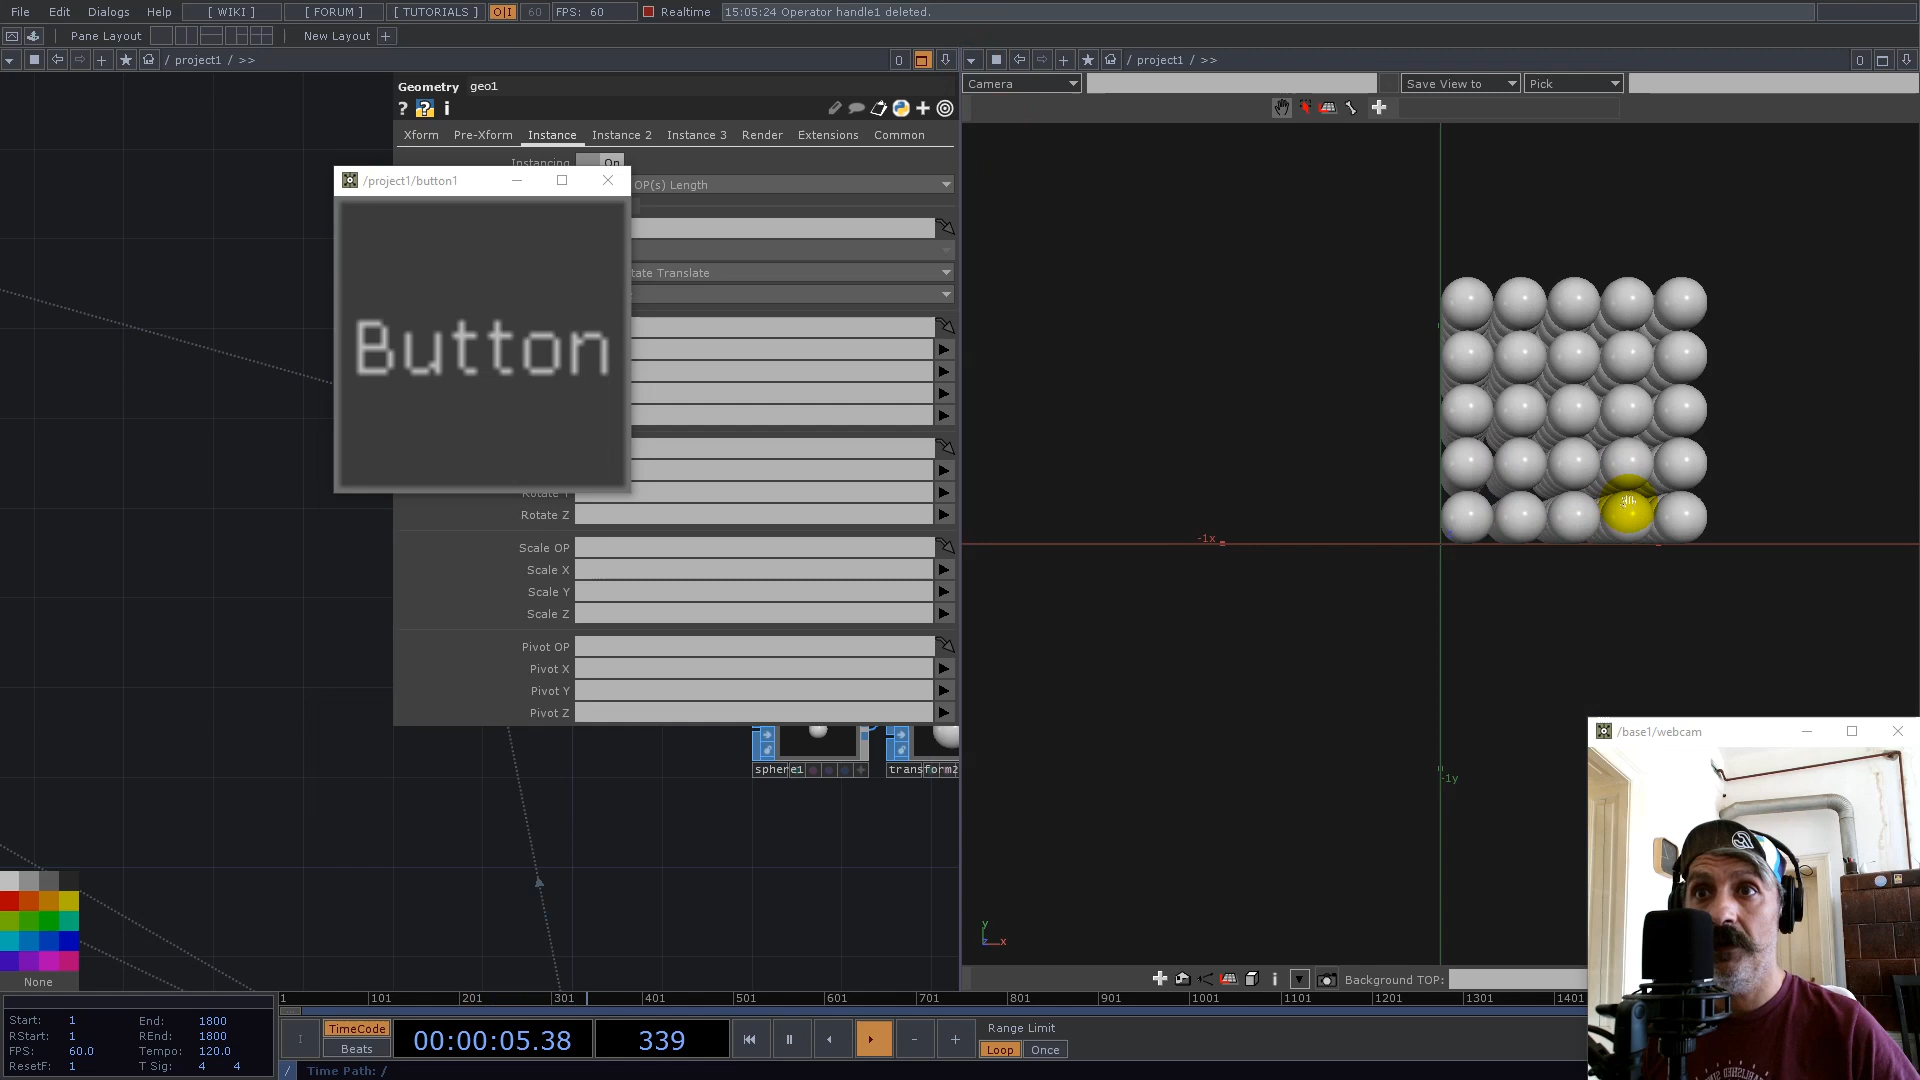 File Edit Dialogs Help [ WIKI ] [ FORUM ] [ TUTORIALS ] O|I 60 FPS: 60 Realtime 15:05:24 Operator handle1 deleted.
Pane Layout New Layout +
/ project1 / >> 0
/ project1 / >> 0
Geometry geo1
Camera Save View to Pick
? ? i
Xform Pre-Xform Instance Instance 2 Instance 3 Render Extensions Common
Instancing On
/project1/button1
OP(s) Length
Button
tate Translate
Rotate Z
Scale OP
Scale X
Scale Y
Scale Z
Pivot OP
Pivot X
Pivot Y
Pivot Z
-1x
-1y
y
z x
sphere1 transform2
/base1/webcam
None
Background TOP:
1 101 201 301 401 501 601 701 801 901 1001 1101 1201 1301 1401
Start: 1 End: 1800
RStart: 1 REnd: 1800
FPS: 60.0 Tempo: 120.0
ResetF: 1 T Sig: 4 4
TimeCode
Beats
00:00:05.38 339
Range Limit
Loop Once
/ Time Path: /